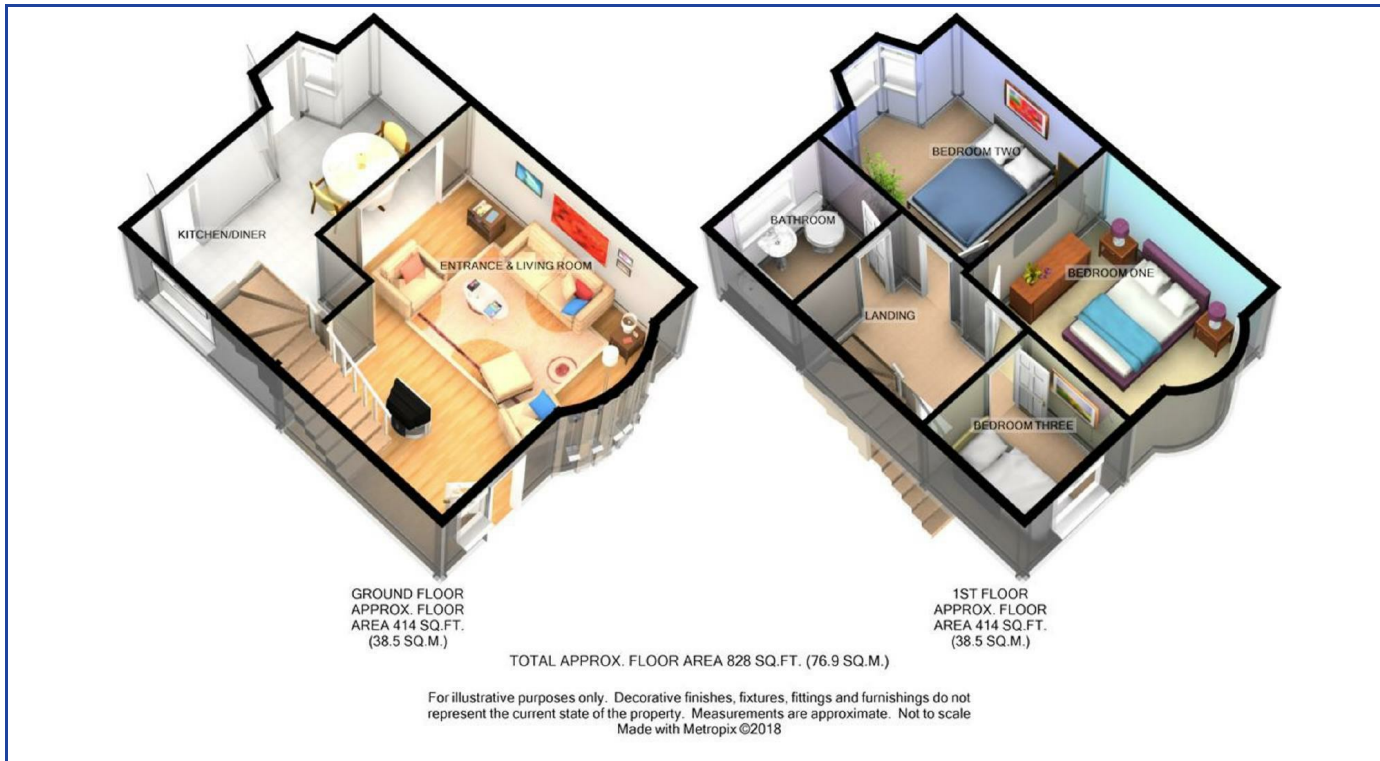 KITCHEN/DINER
ENTRANCE & LIVING ROOM
GROUND FLOOR
APPROX. FLOOR
AREA 414 SQ.FT.
(38.5 SQ.M.)
BEDROOM TWO
BATHROOM
BEDROOM ONE
LANDING
BEDROOM THREE
1ST FLOOR
APPROX. FLOOR
AREA 414 SQ.FT.
(38.5 SQ.M.)
TOTAL APPROX. FLOOR AREA 828 SQ.FT. (76.9 SQ.M.)
For illustrative purposes only. Decorative finishes, fixtures, fittings and furnishings do not
represent the current state of the property. Measurements are approximate. Not to scale
Made with Metropix ©2018